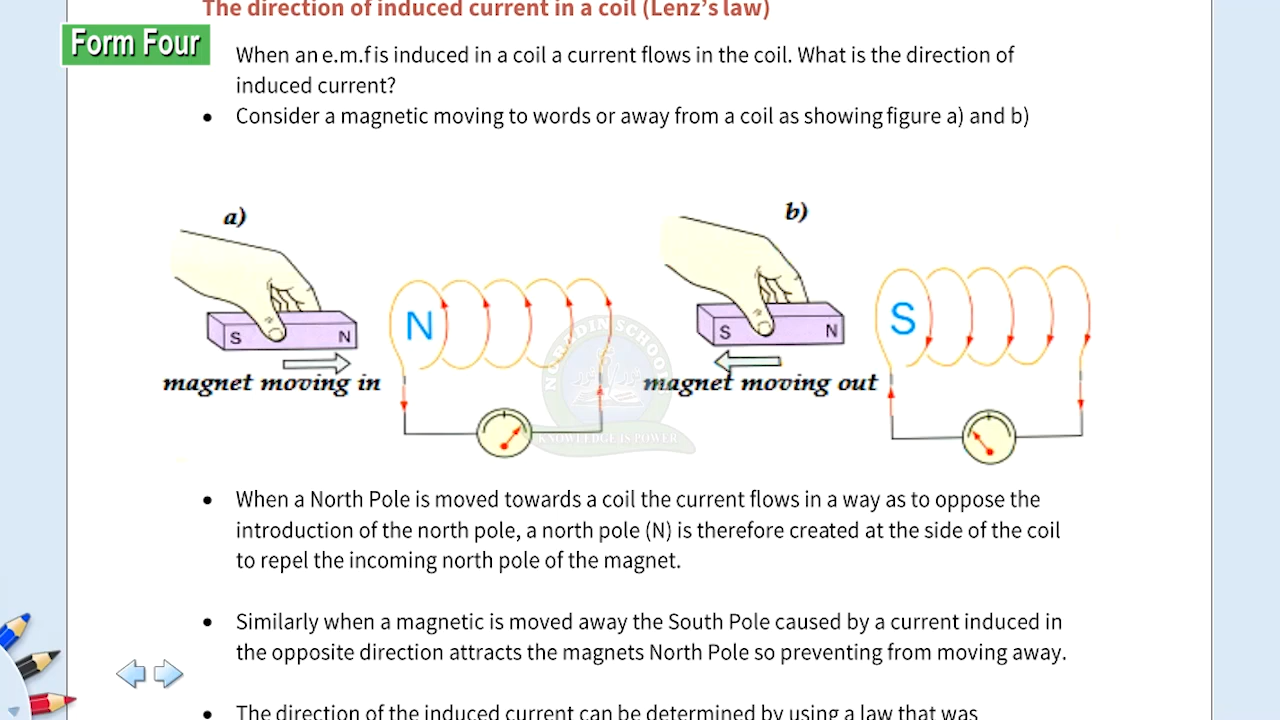 The direction of induced current in a coil (Lenz's law)
Form Four
When an e.m.f is induced in a coil a current flows in the coil. What is the direction of
induced current?
• Consider a magnetic moving to words or away from a coil as showing figure a) and b)
a)
b)
S N
N
S N
S
magnet moving in
magnet moving out
NOORADIN SCHOOL
KNOWLEDGE IS POWER
• When a North Pole is moved towards a coil the current flows in a way as to oppose the
introduction of the north pole, a north pole (N) is therefore created at the side of the coil
to repel the incoming north pole of the magnet.
• Similarly when a magnetic is moved away the South Pole caused by a current induced in
the opposite direction attracts the magnets North Pole so preventing from moving away.
• The direction of the induced current can be determined by using a law that was